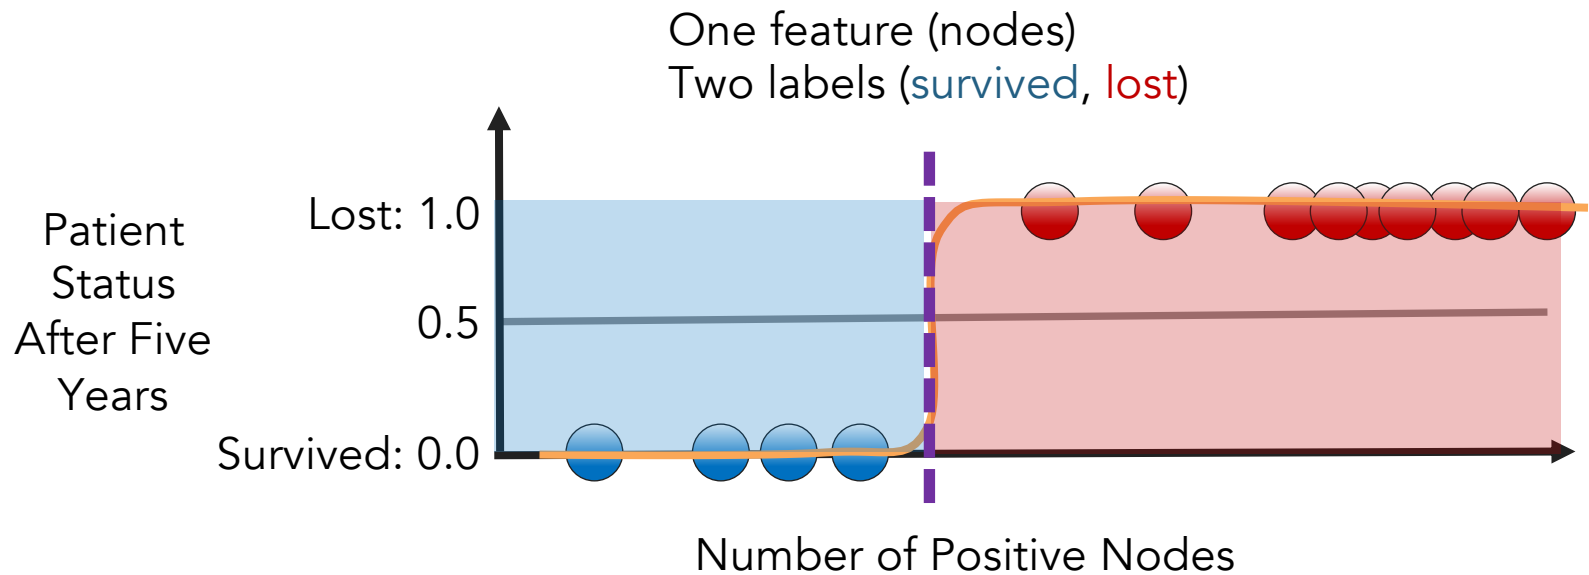 One feature (nodes)
Two labels (survived, lost)
Patient
Status
After Five
Years
Lost: 1.0
0.5
Survived: 0.0
Number of Positive Nodes